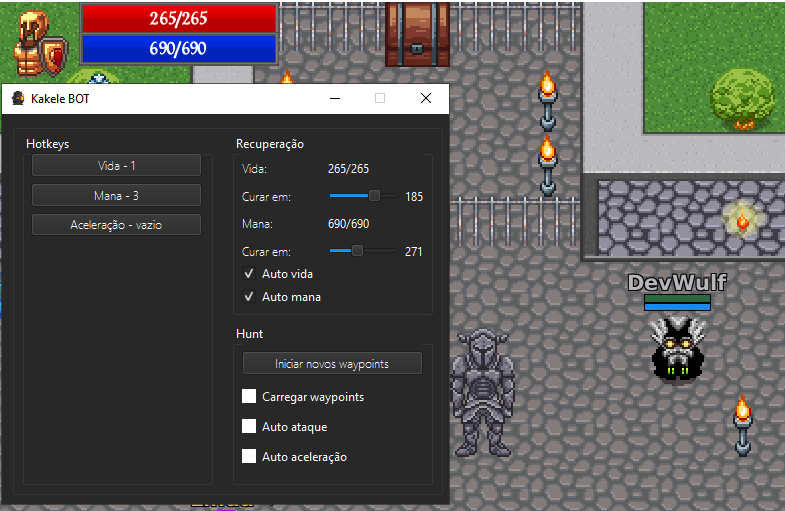 265/265
690/690
Kakele BOT
Hotkeys
Vida - 1
Mana - 3
Aceleração - vazio
Recuperação
Vida: 265/265
Curar em: 185
Mana: 690/690
Curar em: 271
Auto vida
Auto mana
Hunt
Iniciar novos waypoints
Carregar waypoints
Auto ataque
Auto aceleração
DevWulf